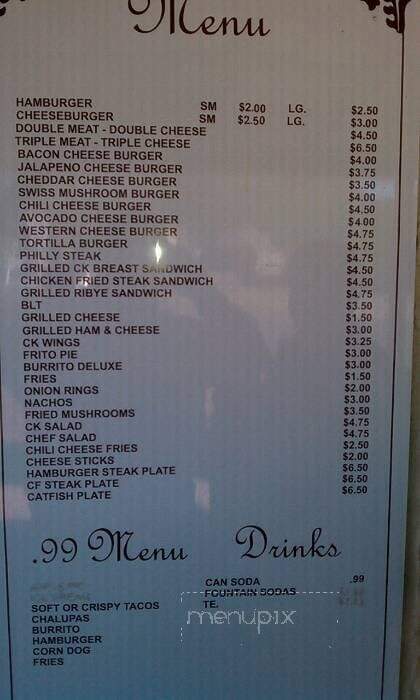 Menu
HAMBURGER SM $2.00 LG. $2.50
CHEESEBURGER SM $2.50 LG. $3.00
DOUBLE MEAT - DOUBLE CHEESE $4.50
TRIPLE MEAT - TRIPLE CHEESE $6.50
BACON CHEESE BURGER $4.00
JALAPENO CHEESE BURGER $3.75
CHEDDAR CHEESE BURGER $3.50
SWISS MUSHROOM BURGER $4.00
CHILI CHEESE BURGER $4.50
AVOCADO CHEESE BURGER $4.00
WESTERN CHEESE BURGER $4.75
TORTILLA BURGER $4.75
PHILLY STEAK $4.75
GRILLED CK BREAST SANDWICH $4.50
CHICKEN FRIED STEAK SANDWICH $4.50
GRILLED RIBYE SANDWICH $4.75
BLT $3.50
GRILLED CHEESE $1.50
GRILLED HAM & CHEESE $3.00
CK WINGS $3.25
FRITO PIE $3.00
BURRITO DELUXE $3.00
FRIES $1.50
ONION RINGS $2.00
NACHOS $3.00
FRIED MUSHROOMS $3.50
CK SALAD $4.75
CHEF SALAD $4.75
CHILI CHEESE FRIES $2.50
CHEESE STICKS $2.00
HAMBURGER STEAK PLATE $6.50
CF STEAK PLATE $6.50
CATFISH PLATE $6.50
.99 Menu
SOFT OR CRISPY TACOS
CHALUPAS
BURRITO
HAMBURGER
CORN DOG
FRIES
Drinks
CAN SODA .99
FOUNTAIN SODAS
TE.
menupix